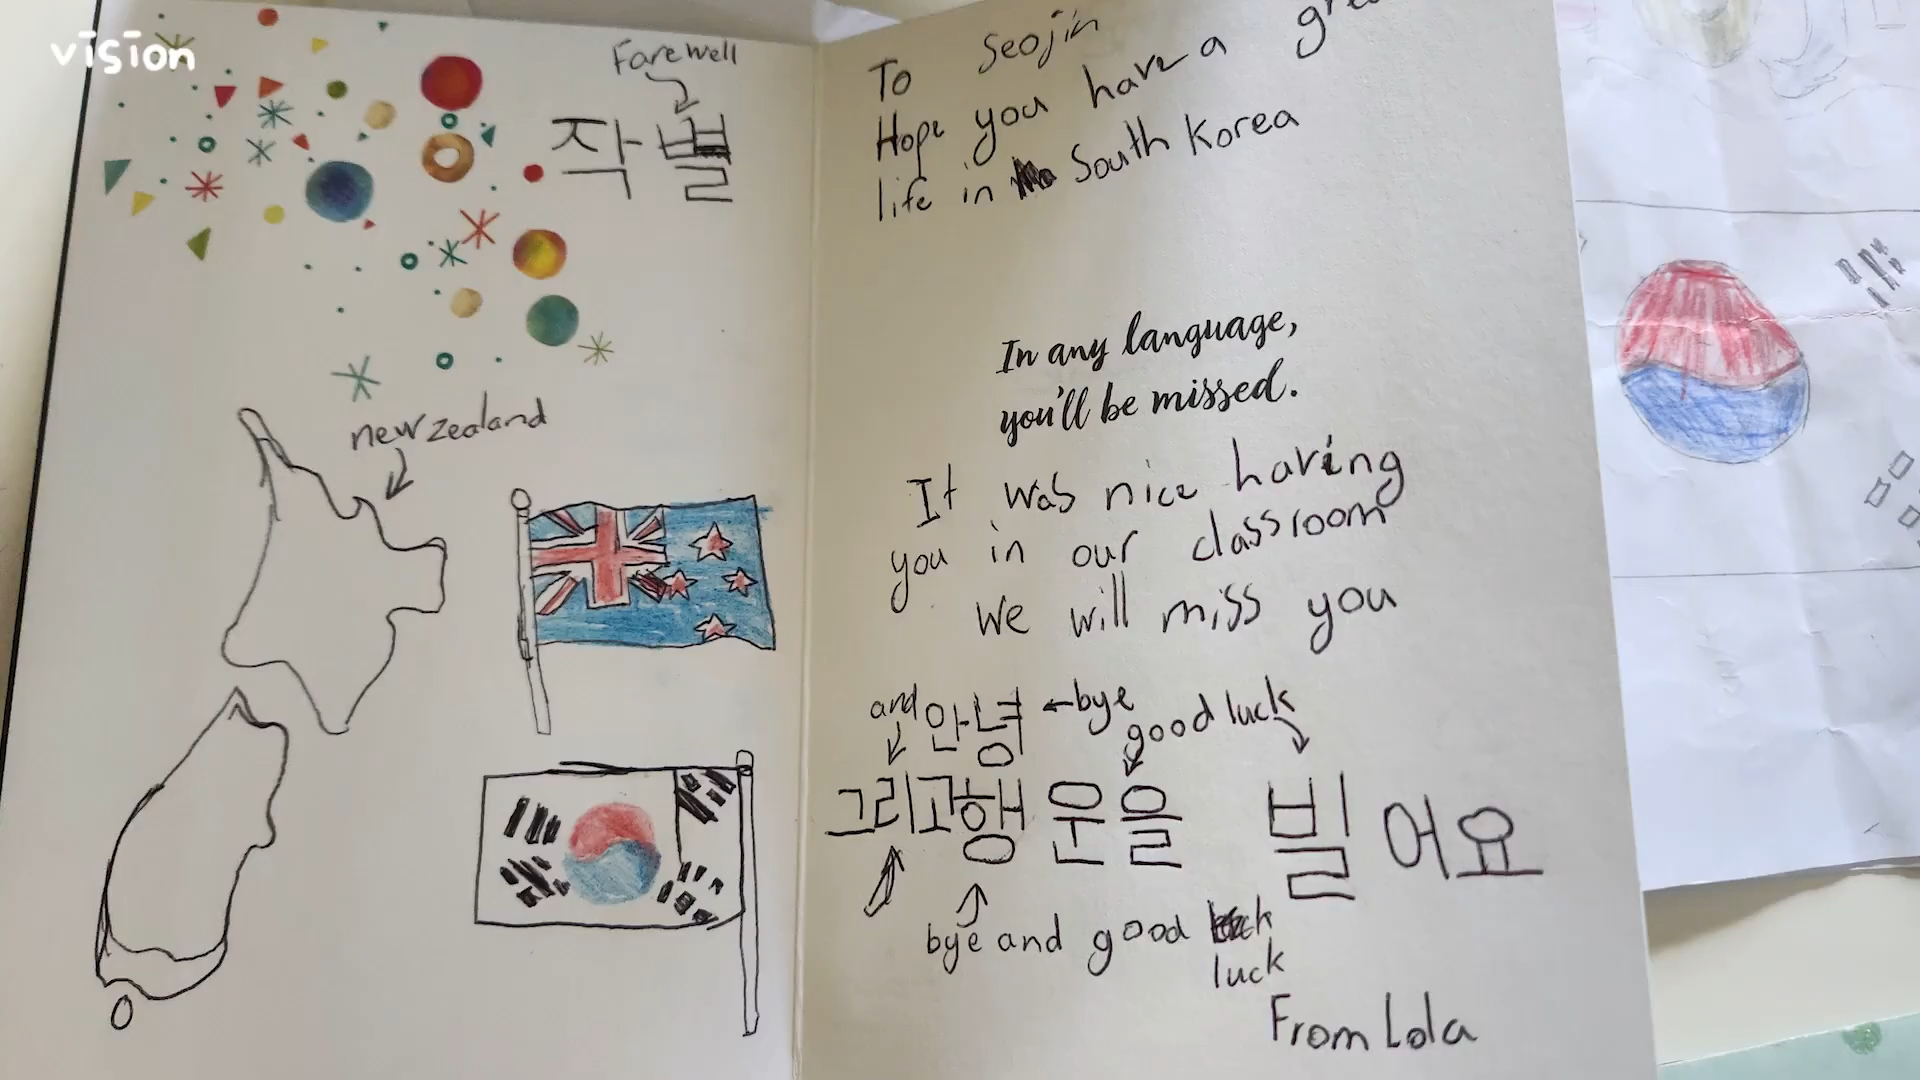 vision
Farewell
작별
new zealand
To Seojin
Hope you have a
life in South Korea
In any language,
you'll be missed.
It was nice having
you in our classroom
we will miss you
and 안녕 ←bye
good luck
그리고행운을 빌어요
bye and good
luck
From Lola